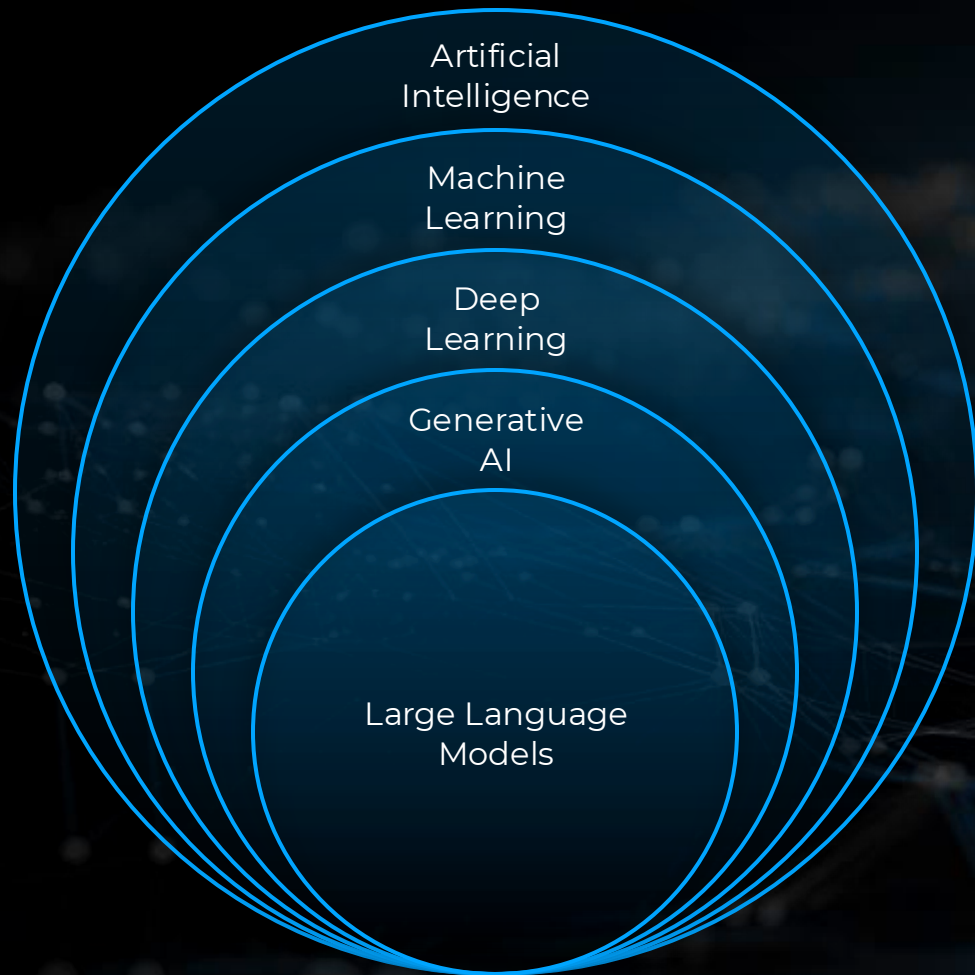 Artificial
Intelligence
Machine
Learning
Deep
Learning
Generative
AI
Large Language
Models